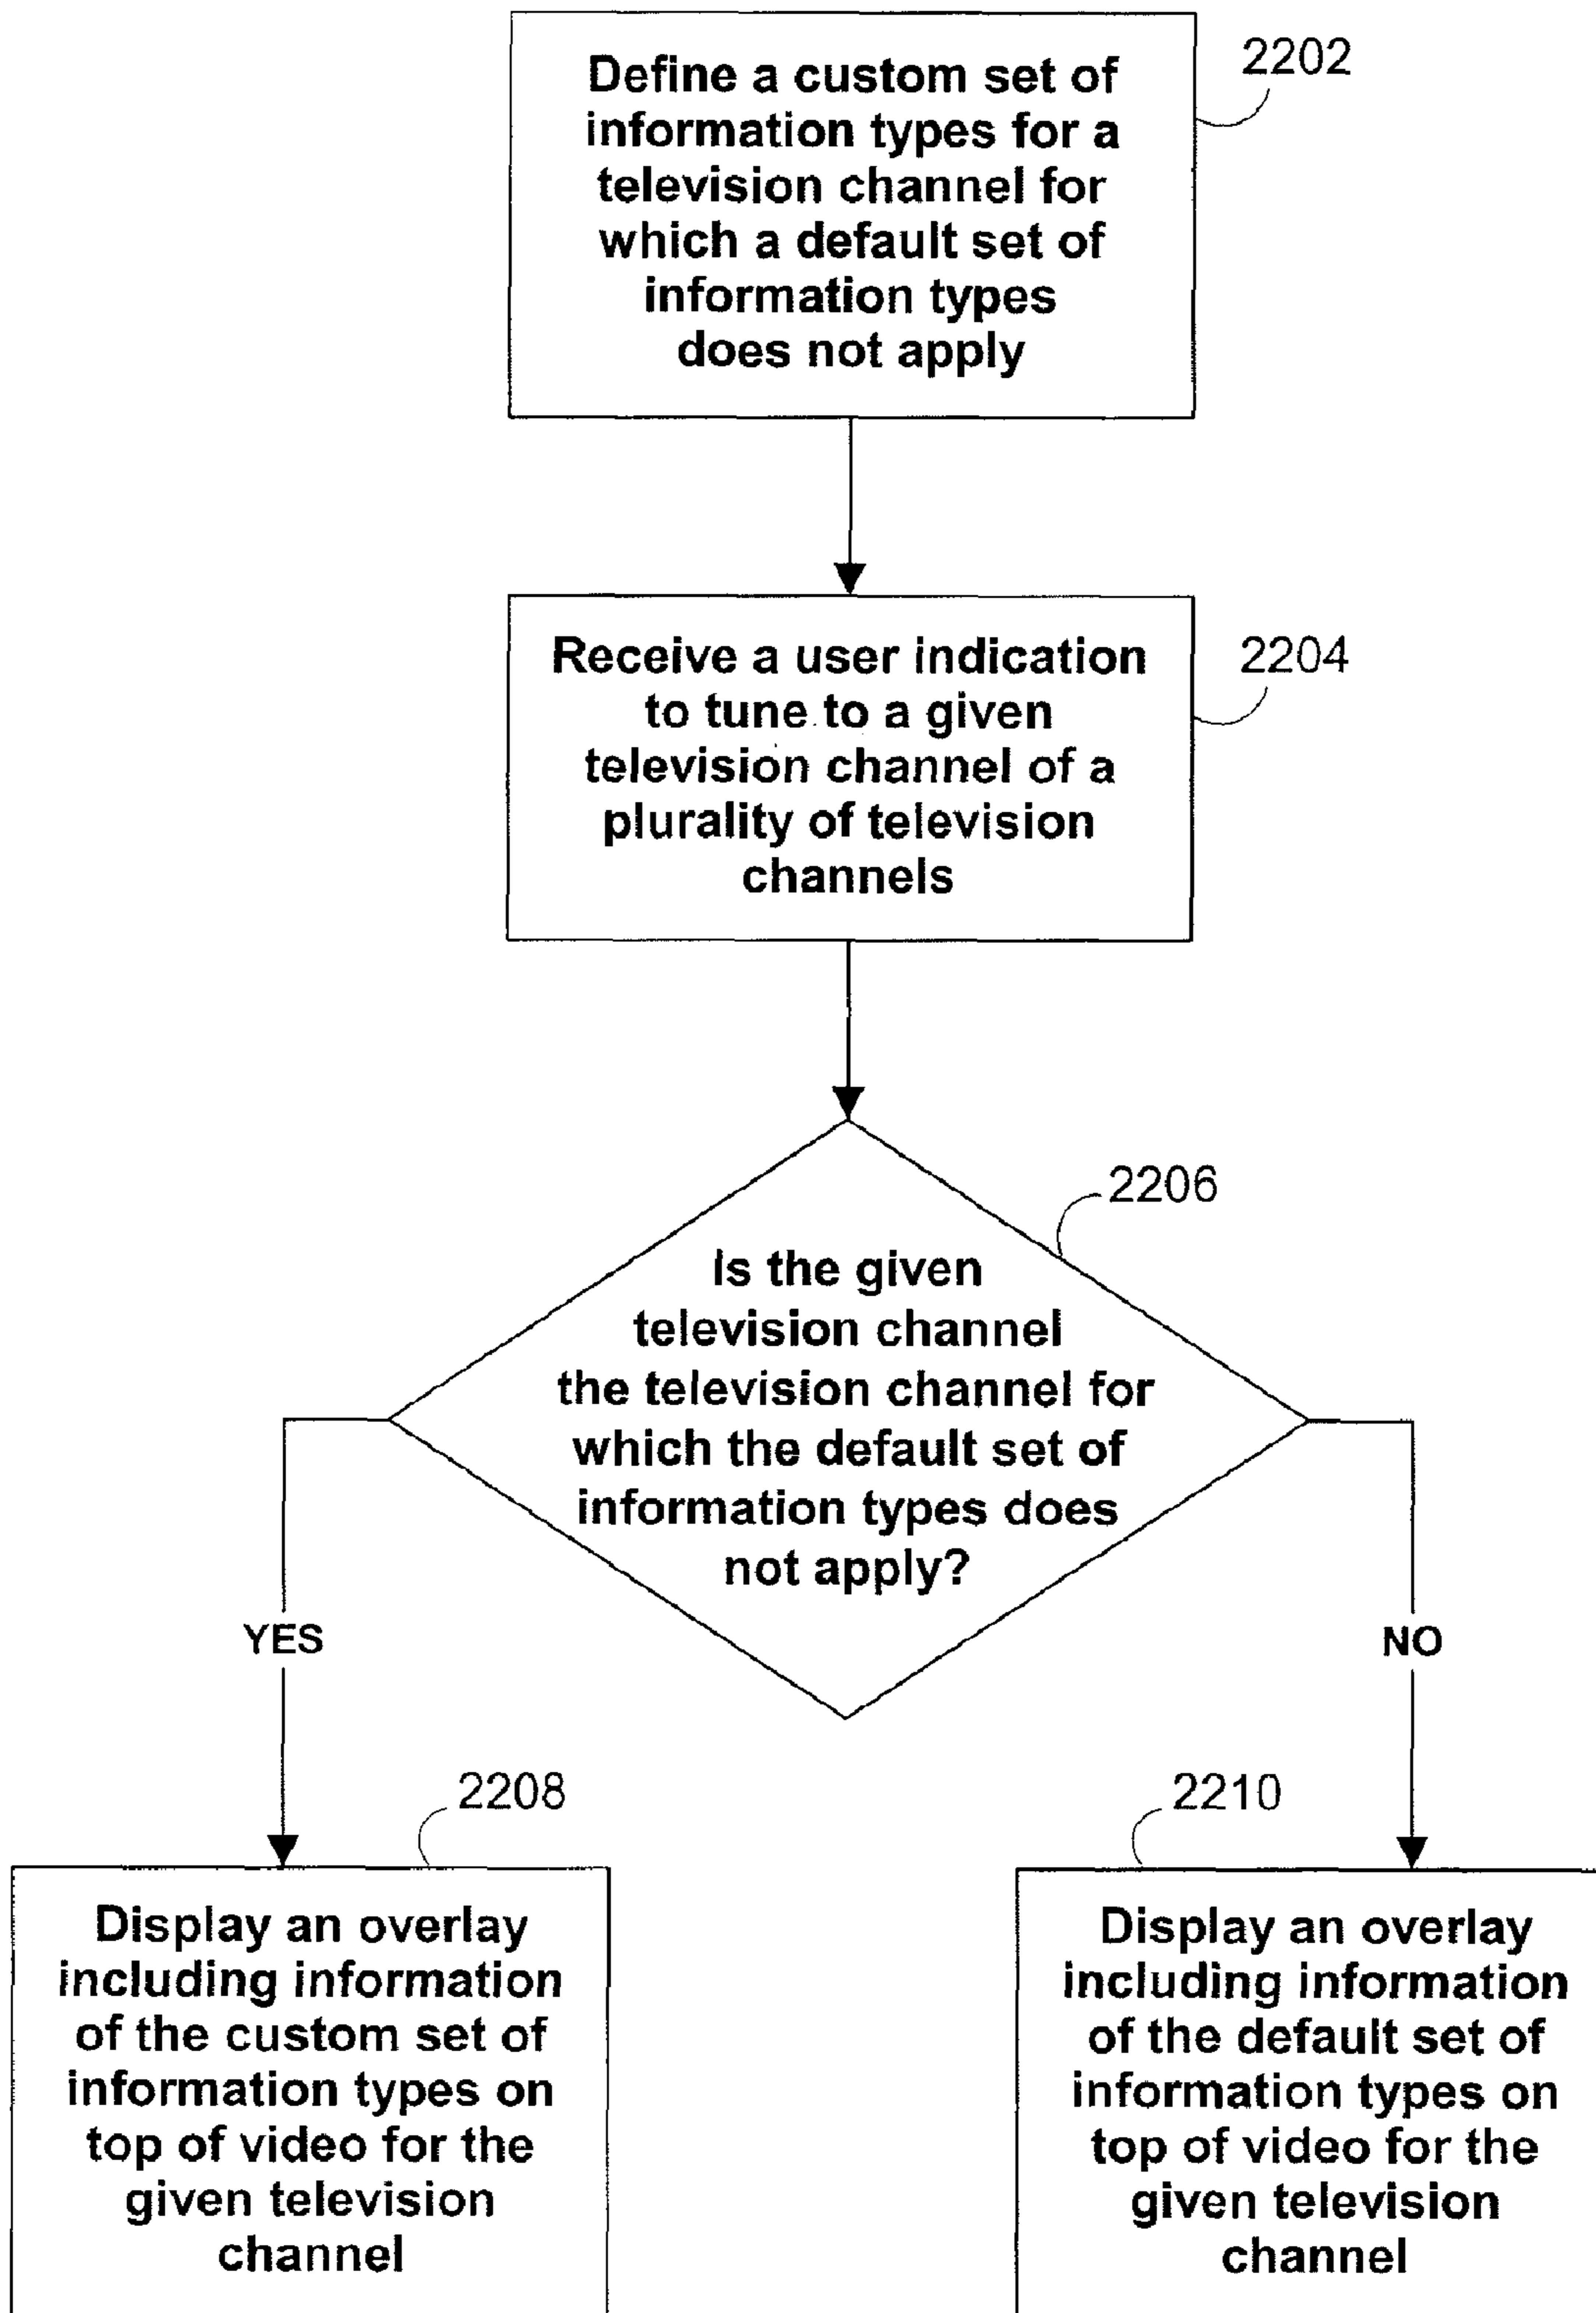 Define a custom set of
information types for a
television channel for
which a default set of
information types
does not apply
2202
Receive a user indication
to tune to a given
television channel of a
plurality of television
channels
2204
2206
Is the given
television channel
the television channel for
which the default set of
information types does
not apply?
YES
NO
2208
Display an overlay
including information
of the custom set of
information types on
top of video for the
given television
channel
2210
Display an overlay
including information
of the default set of
information types on
top of video for the
given television
channel